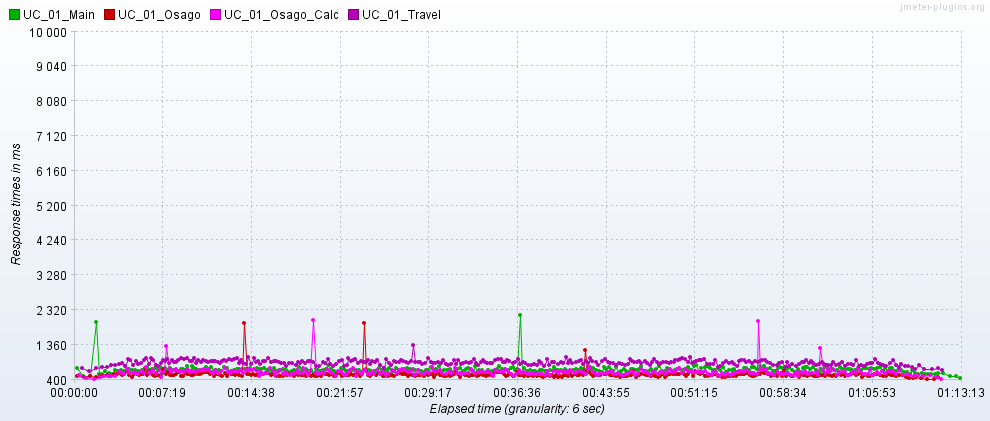 UC_01_Main UC_01_Osago UC_01_Osago_Calc UC_01_Travel
jmeter-plugins.org
10 000
9 040
8 080
7 120
6 160
5 200
4 240
3 280
2 320
1 360
400
Response times in ms
00:00:00 00:07:19 00:14:38 00:21:57 00:29:17 00:36:36 00:43:55 00:51:15 00:58:34 01:05:53 01:13:13
Elapsed time (granularity: 6 sec)